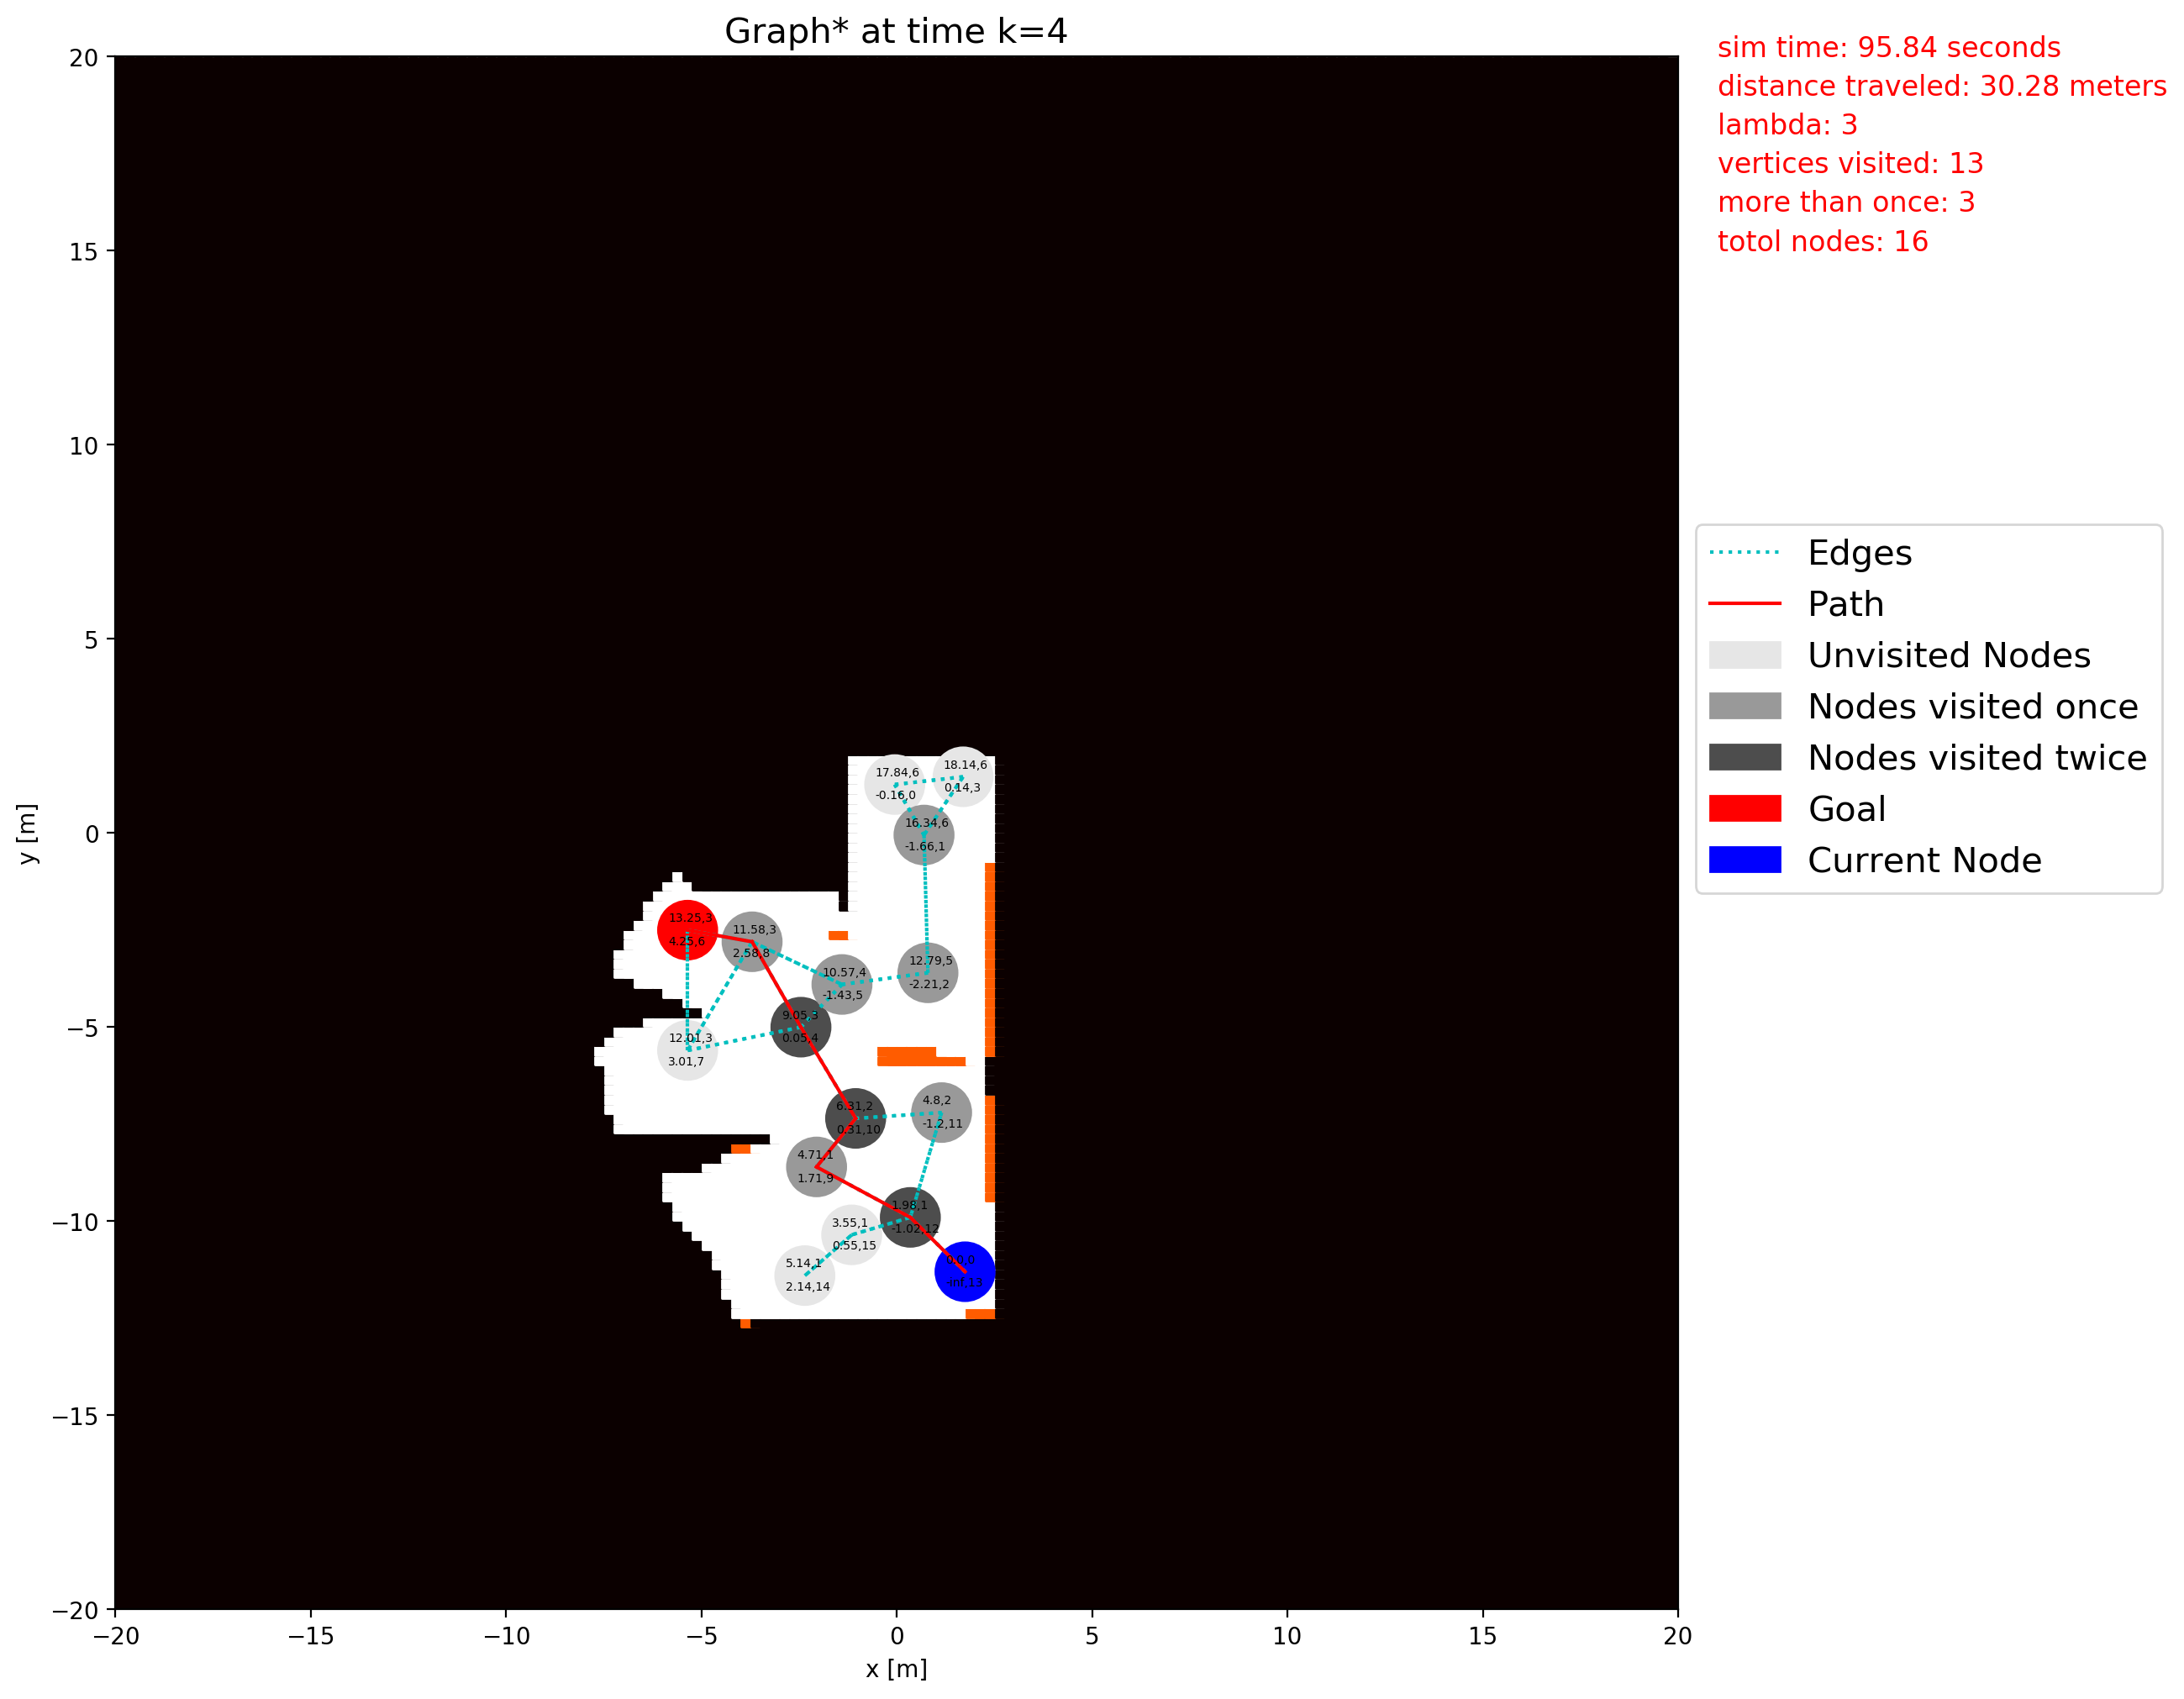 Graph* at time k=4
sim time: 95.84 seconds
distance traveled: 30.28 meters
lambda: 3
vertices visited: 13
more than once: 3
totol nodes: 16
20
15
10
5
0
−5
−10
−15
−20
y [m]
17.84,6
-0.16,0
18.14,6
0.14,3
16.34,6
-1.66,1
13.25,3
4.25,6
11.58,3
2.58,8
10.57,4
-1.43,5
12.79,5
-2.21,2
9.05,3
0.05,4
12.01,3
3.01,7
6.31,2
0.31,10
4.8,2
-1.2,11
4.71,1
1.71,9
1.98,1
-1.02,12
3.55,1
0.55,15
5.14,1
2.14,14
0.0,0
-inf,13
−20
−15
−10
−5
0
5
10
15
20
x [m]
Edges
Path
Unvisited Nodes
Nodes visited once
Nodes visited twice
Goal
Current Node